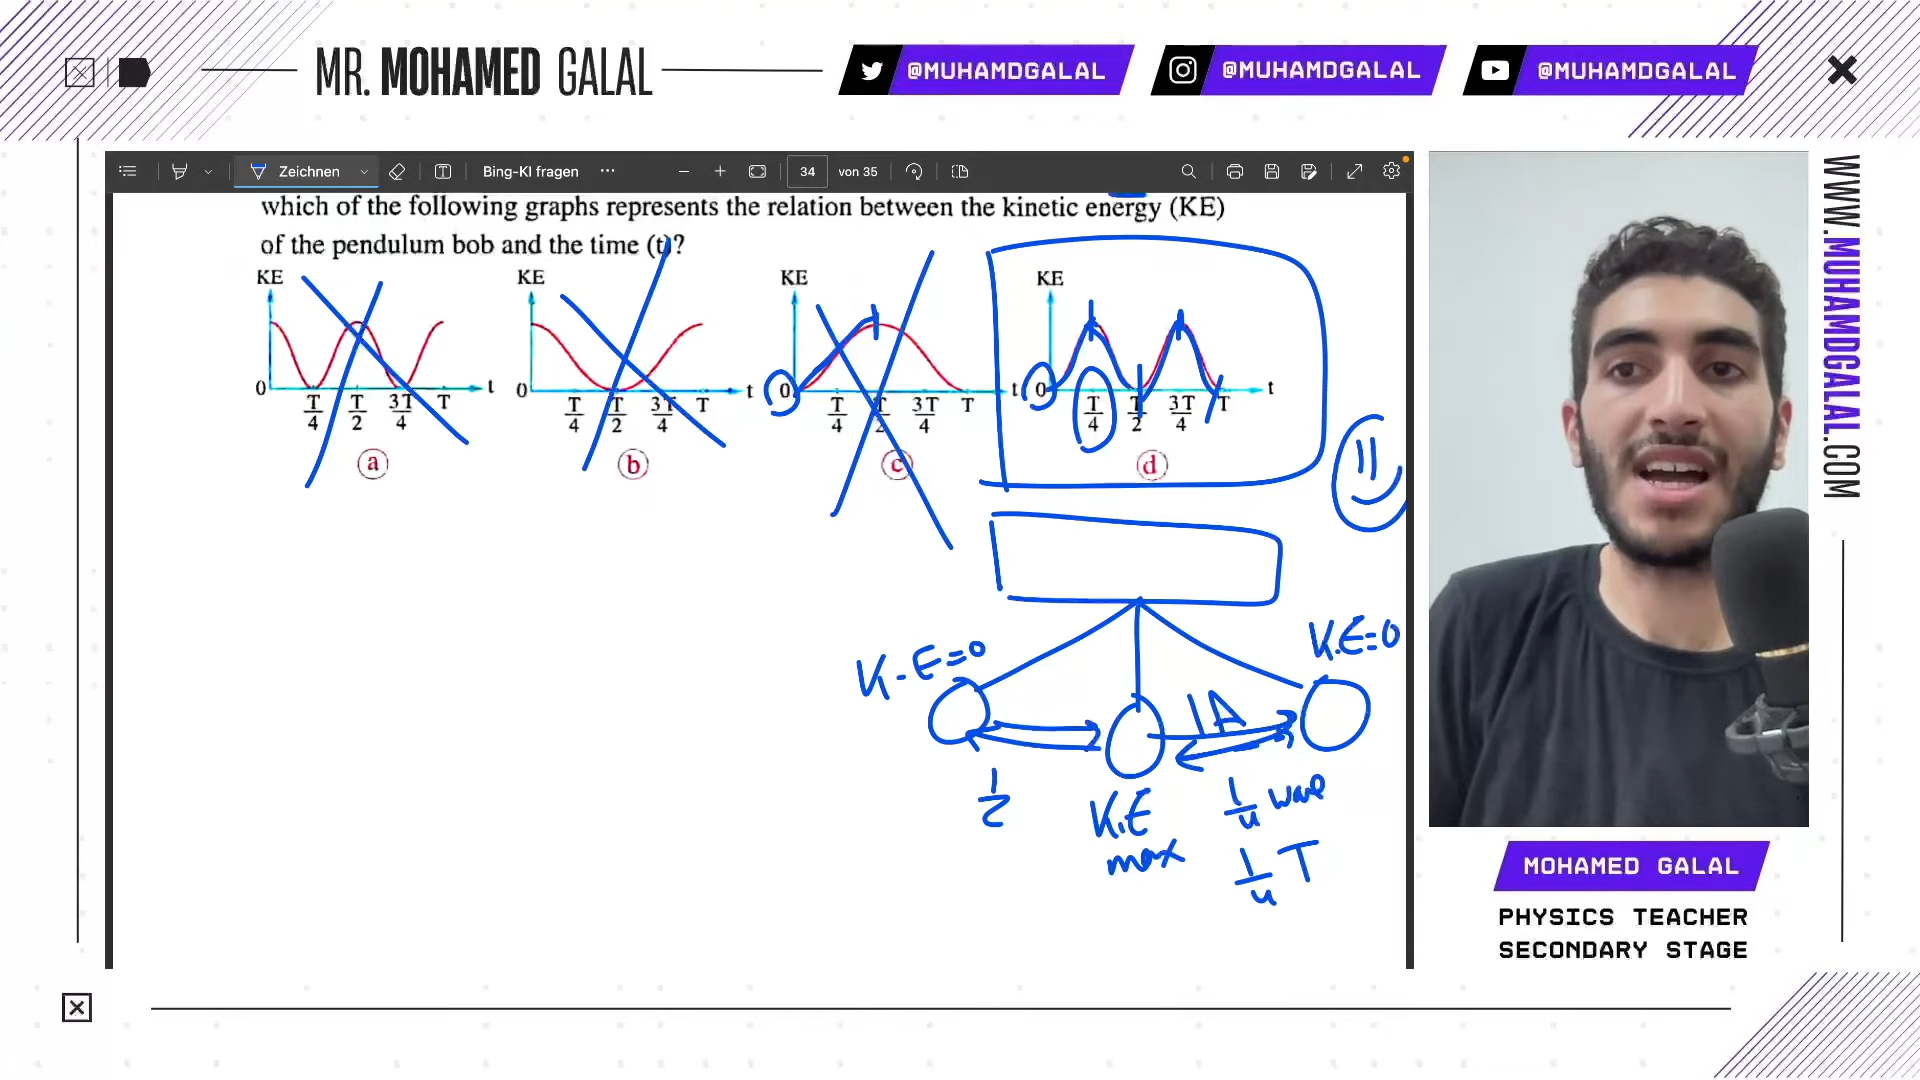 MR. MOHAMED GALAL
@MUHAMDGALAL
@MUHAMDGALAL
@MUHAMDGALAL
Zeichnen
Bing-KI fragen
34 von 35
which of the following graphs represents the relation between the kinetic energy (KE)
of the pendulum bob and the time (t)?
KE
0
T/4 T/2 3T/4 T
t
a
KE
0
T/4 T/2 3T/4 T
t
b
KE
0
T/4 T/2 3T/4 T
t
c
KE
0
T/4 T/2 3T/4 T
t
d
K.E=0
K.E=0
1A
1/2
K.E
max
1/4 wave
1/4 T
WWW.MUHAMDGALAL.COM
MOHAMED GALAL
PHYSICS TEACHER
SECONDARY STAGE